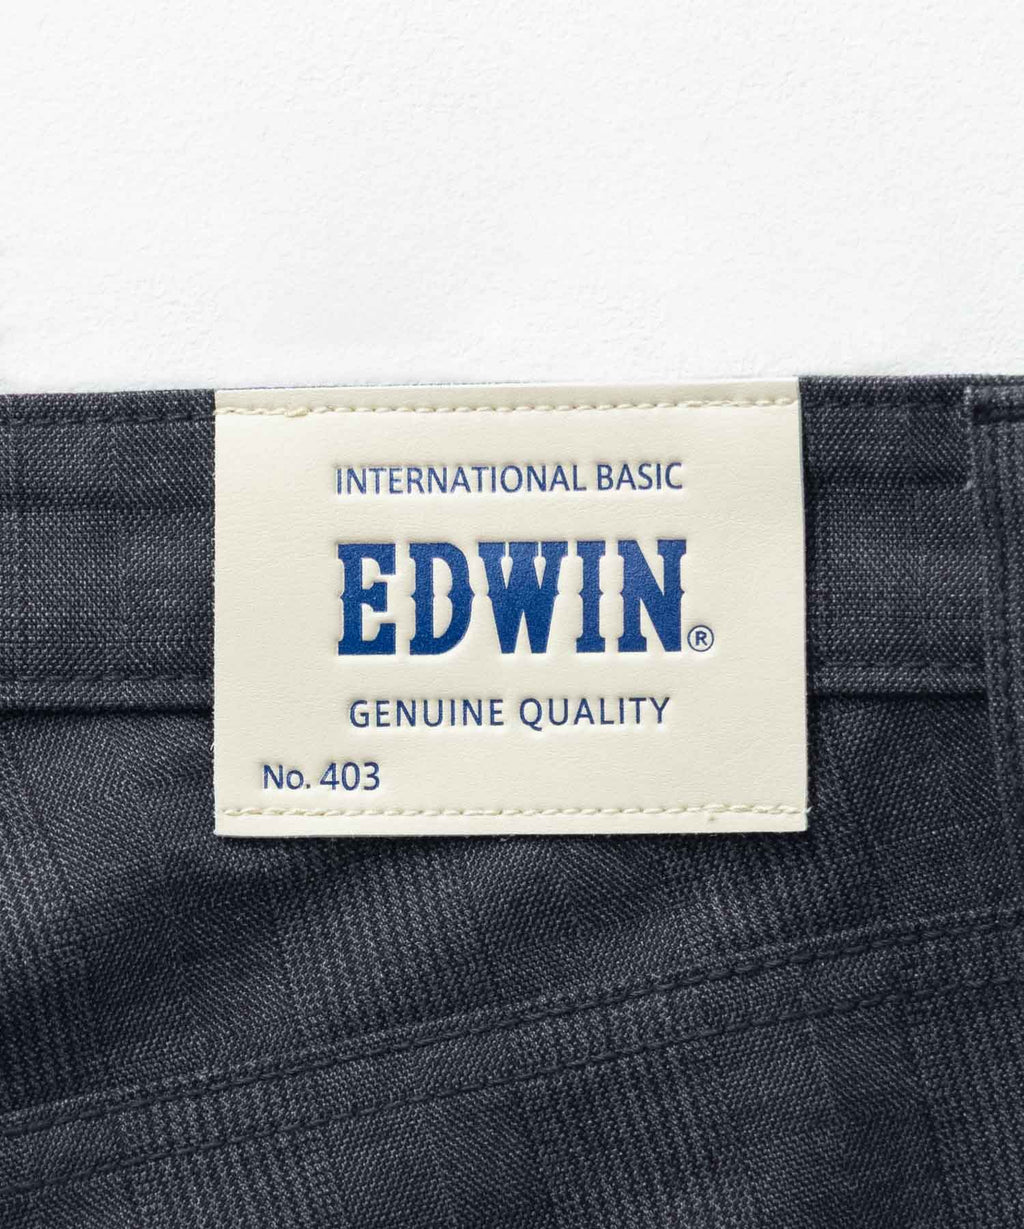 INTERNATIONAL BASIC
EDWIN®
GENUINE QUALITY
No. 403